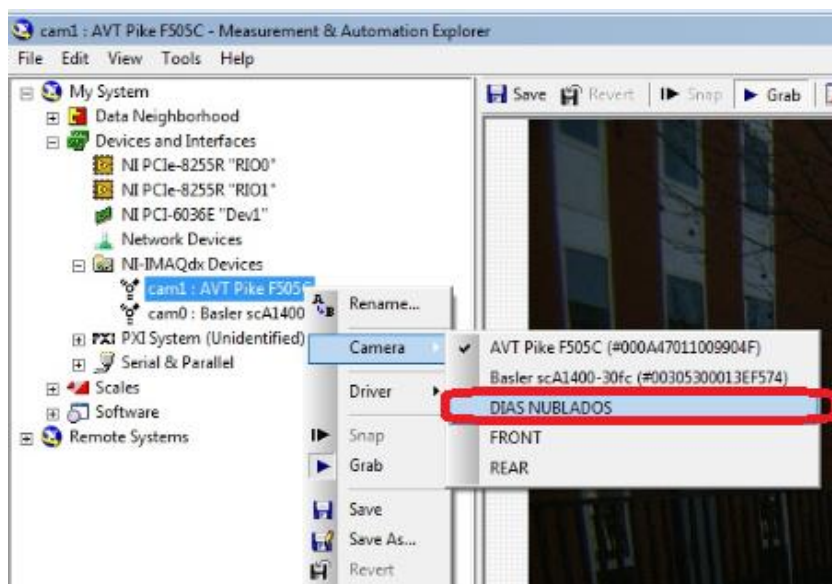 cam1 : AVT Pike F505C - Measurement & Automation Explorer
File Edit View Tools Help
My System
Data Neighborhood
Devices and Interfaces
NI PCIe-8255R "RIO0"
NI PCIe-8255R "RIO1"
NI PCI-6036E "Dev1"
Network Devices
NI-IMAQdx Devices
cam1 : AVT Pike F505C
cam0 : Basler scA1400
PXI PXI System (Unidentified)
Serial & Parallel
Scales
Software
Remote Systems
Save Revert Snap Grab
Rename...
Camera
Driver
Snap
Grab
Save
Save As...
Revert
AVT Pike F505C (#000A47011009904F)
Basler scA1400-30fc (#00305300013EF574)
DIAS NUBLADOS
FRONT
REAR